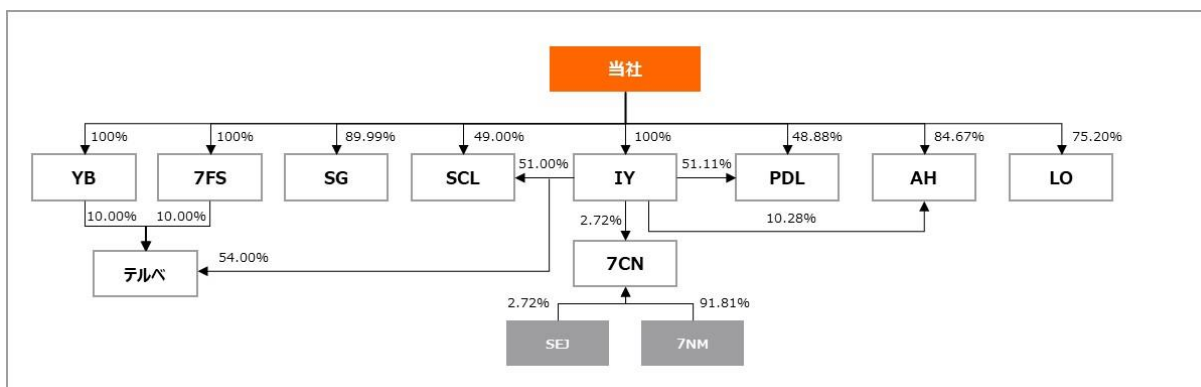 当社
100%
100%
89.99%
49.00%
100%
48.88%
84.67%
75.20%
YB
7FS
SG
SCL
51.00%
IY
51.11%
PDL
AH
LO
10.00%
10.00%
2.72%
10.28%
テルベ
54.00%
7CN
2.72%
91.81%
SEJ
7NM